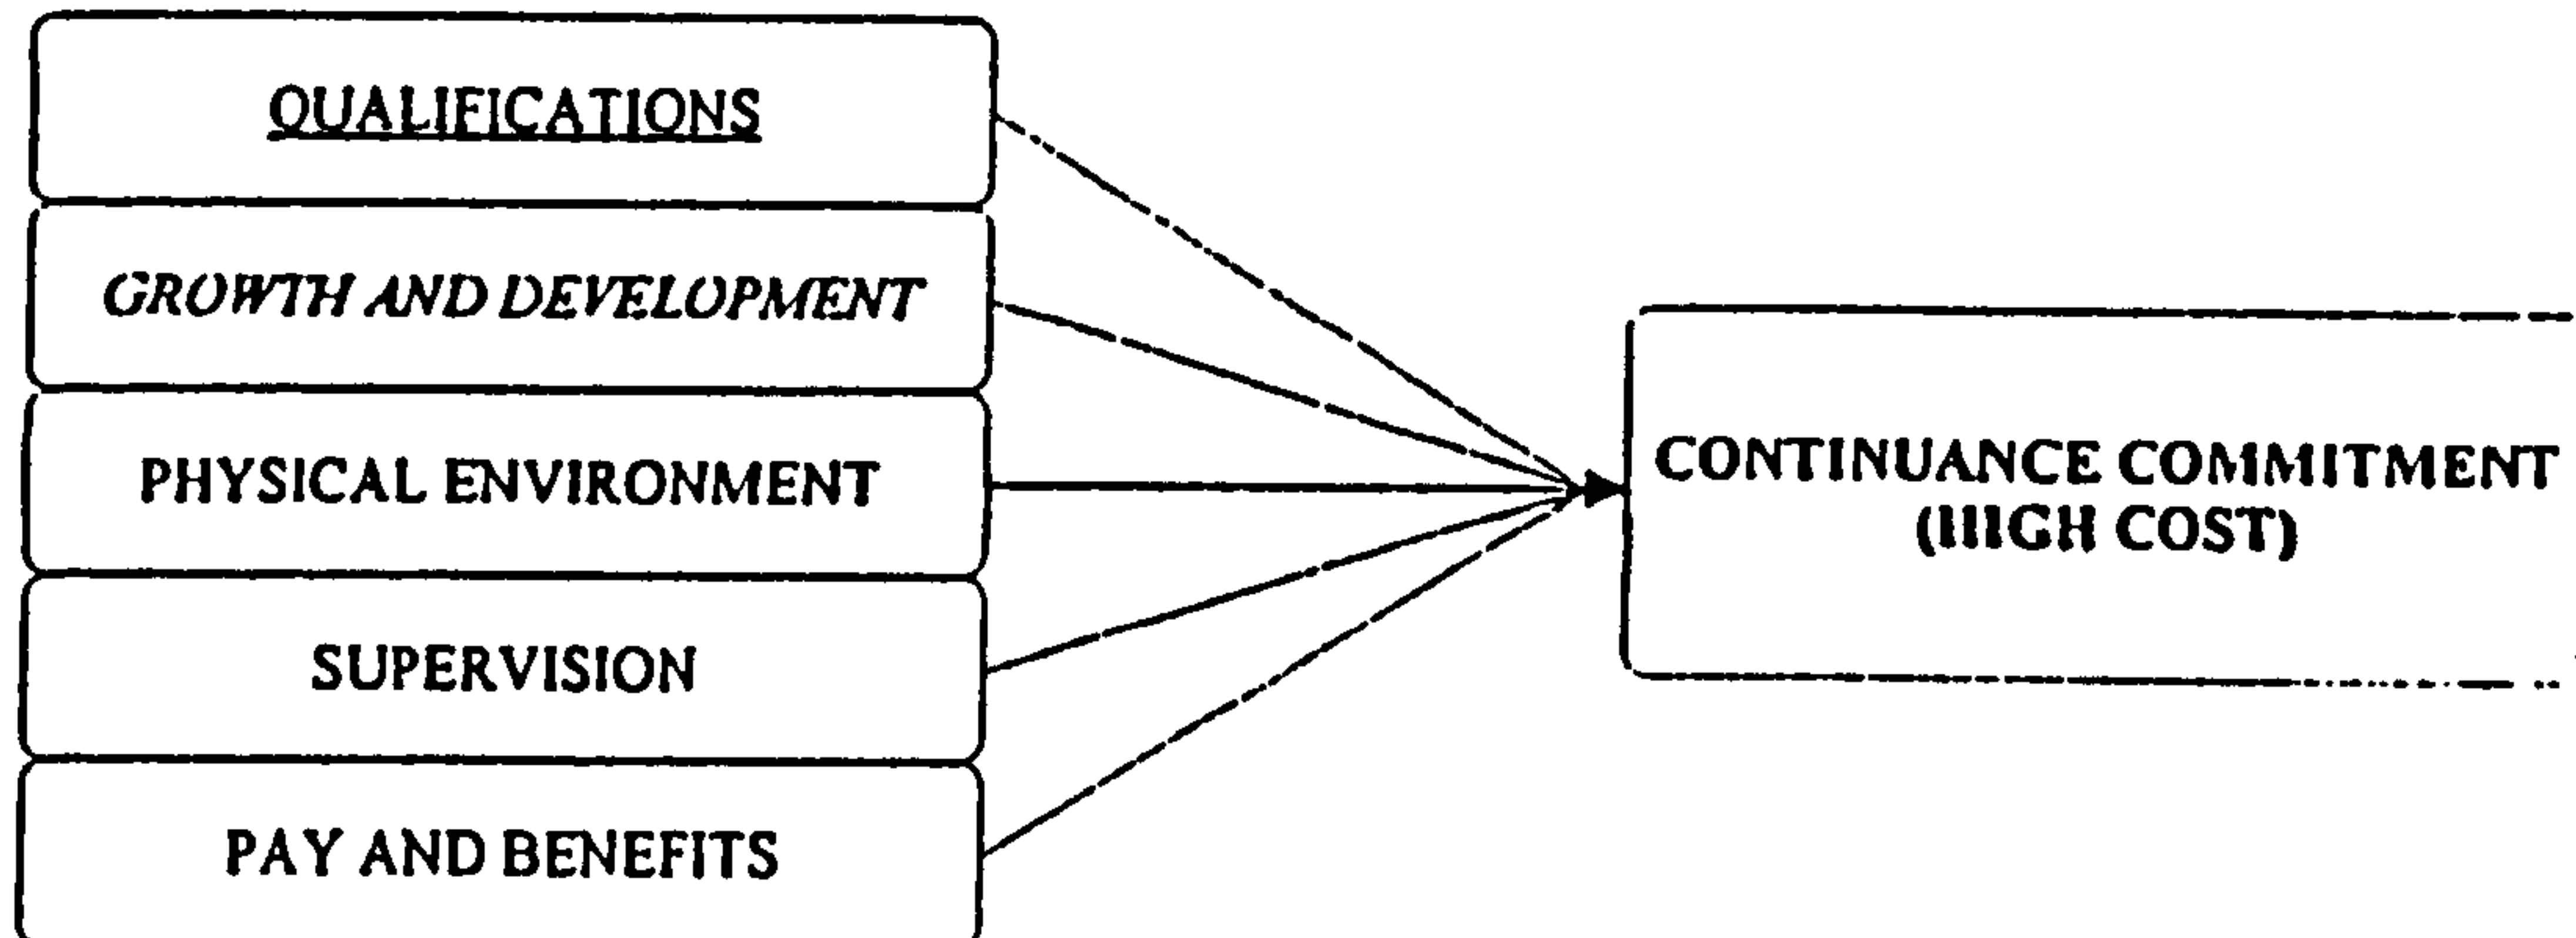 QUALIFICATIONS
GROWTH AND DEVELOPMENT
PHYSICAL ENVIRONMENT
SUPERVISION
PAY AND BENEFITS
CONTINUANCE COMMITMENT
(HIGH COST)